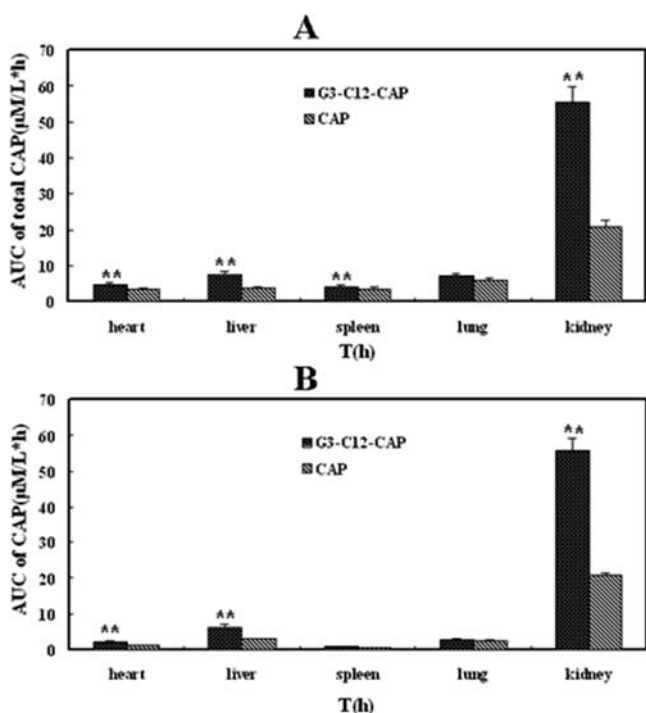 A
AUC of total CAP(μM/L*h)
70
60
50
40
30
20
10
0
G3-C12-CAP
CAP
**
**
**
**
heart liver spleen lung kidney
T(h)
B
AUC of CAP(μM/L*h)
70
60
50
40
30
20
10
0
G3-C12-CAP
CAP
**
**
**
heart liver spleen lung kidney
T(h)